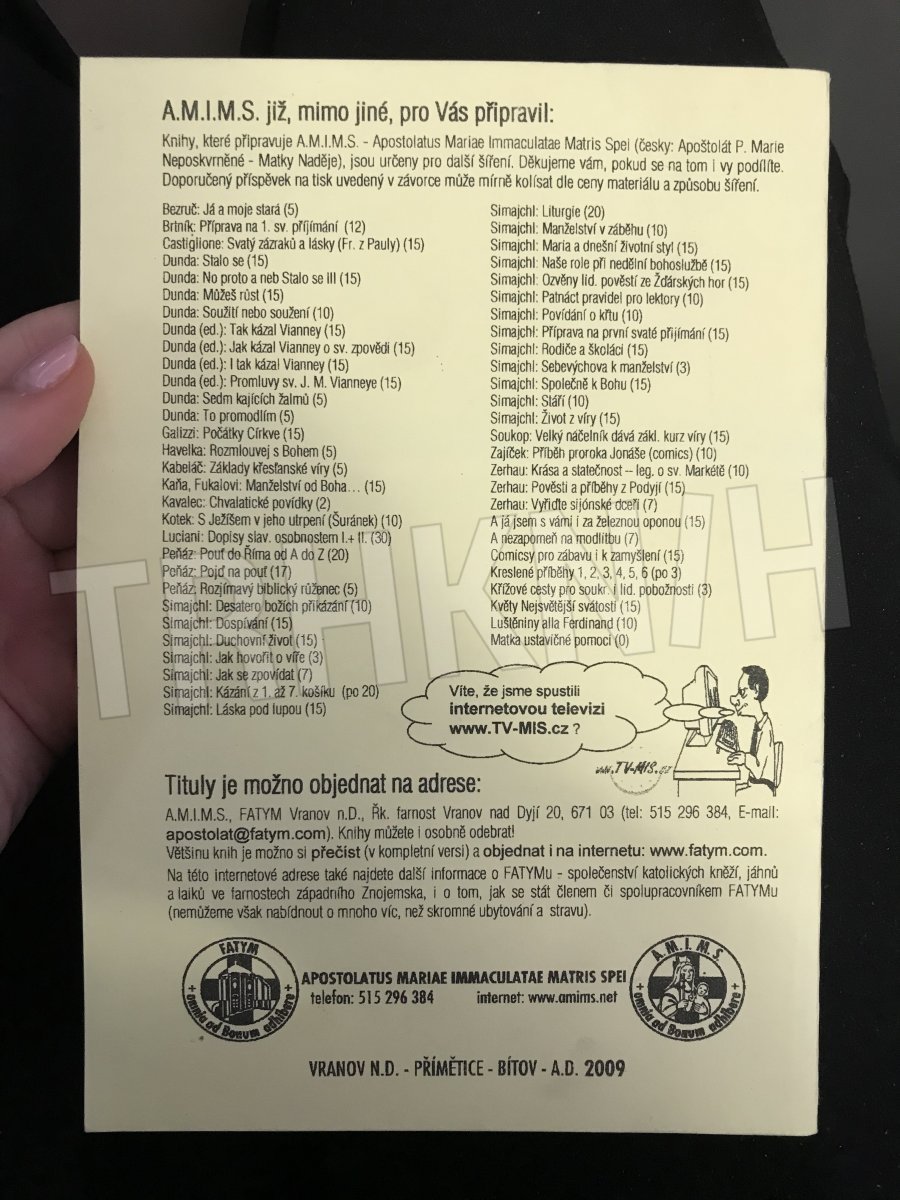 A.M.I.M.S. již, mimo jiné, pro Vás připravil:
Knihy, které připravuje A.M.I.M.S. - Apostolatus Mariae Immaculatae Matris Spei (česky: Apoštolát P. Marie
Neposkvrněné - Matky Naděje), jsou určeny pro další šíření. Děkujeme vám, pokud se na tom i vy podílíte.
Doporučený příspěvek na tisk uvedený v závorce může mírně kolísat dle ceny materiálu a způsobu šíření.
Bezruč: Já a moje stará (5)
Brtník: Příprava na 1. sv. příjímání (12)
Castiglione: Svatý zázraků a lásky (Fr. z Pauly) (15)
Dunda: Stalo se (15)
Dunda: No proto a neb Stalo se III (15)
Dunda: Můžeš růst (15)
Dunda: Soužití nebo soužení (10)
Dunda (ed.): Tak kázal Vianney (15)
Dunda (ed.): Jak kázal Vianney o sv. zpovědi (15)
Dunda (ed.): I tak kázal Vianney (15)
Dunda (ed.): Promluvy sv. J. M. Vianneye (15)
Dunda: Sedm kajících žalmů (5)
Dunda: To promodlím (5)
Galizzi: Počátky Církve (15)
Havelka: Rozmlouvej s Bohem (5)
Kabeláč: Základy křesťanské víry (5)
Kaňa, Fukalovi: Manželství od Boha... (15)
Kavalec: Chvalatické povídky (2)
Kotek: S Ježíšem v jeho utrpení (Šuránek) (10)
Luciani: Dopisy slav. osobnostem I.+ II. (30)
Peňáz: Pouť do Říma od A do Z (20)
Peňáz: Pojď na pouť (17)
Peňáz: Rozjímavý biblický růženec (5)
Simajchl: Desatero božích přikázání (10)
Simajchl: Dospívání (15)
Simajchl: Duchovní život (15)
Simajchl: Jak hovořit o víře (3)
Simajchl: Jak se zpovídat (7)
Simajchl: Kázání z 1. až 7. košíku (po 20)
Simajchl: Láska pod lupou (15)
Simajchl: Liturgie (20)
Simajchl: Manželství v záběhu (10)
Simajchl: Maria a dnešní životní styl (15)
Simajchl: Naše role při nedělní bohoslužbě (15)
Simajchl: Ozvěny lid. pověstí ze Žďárských hor (15)
Simajchl: Patnáct pravidel pro lektory (10)
Simajchl: Povídání o křtu (10)
Simajchl: Příprava na první svaté přijímání (15)
Simajchl: Rodiče a školáci (15)
Simajchl: Sebevýchova k manželství (3)
Simajchl: Společně k Bohu (15)
Simajchl: Stáří (10)
Simajchl: Život z víry (15)
Soukop: Velký náčelník dává zákl. kurz víry (15)
Zajíček: Příběh proroka Jonáše (comics) (10)
Zerhau: Krása a statečnost -- leg. o sv. Markétě (10)
Zerhau: Pověsti a příběhy z Podyjí (15)
Zerhau: Vyřiďte sijónské dceři (7)
A já jsem s vámi i za železnou oponou (15)
A nezapomeň na modlitbu (7)
Comicsy pro zábavu i k zamyšlení (15)
Kreslené příběhy 1, 2, 3, 4, 5, 6 (po 3)
Křížové cesty pro soukr. i lid. pobožnosti (3)
Květy Nejsvětější svátosti (15)
Luštěniny alla Ferdinand (10)
Matka ustavičné pomoci (0)
Víte, že jsme spustili
internetovou televizi
www.TV-MIS.cz ?
www.TV-MIS.cz
Tituly je možno objednat na adrese:
A.M.I.M.S., FATYM Vranov n.D., Řk. farnost Vranov nad Dyjí 20, 671 03 (tel: 515 296 384, E-mail:
apostolat@fatym.com). Knihy můžete i osobně odebrat!
Většinu knih je možno si přečíst (v kompletní versi) a objednat i na internetu: www.fatym.com.
Na této internetové adrese také najdete další informace o FATYMu - společenství katolických kněží, jáhnů
a laiků ve farnostech západního Znojemska, i o tom, jak se stát členem či spolupracovníkem FATYMu
(nemůžeme však nabídnout o mnoho víc, než skromné ubytování a stravu).
FATYM
+ omnia ad Bonum adhibere +
APOSTOLATUS MARIAE IMMACULATAE MATRIS SPEI
telefon: 515 296 384 internet: www.amims.net
A.M.I.M.S.
+ omnia ad Bonum adhibere +
VRANOV N.D. - PŘÍMĚTICE - BÍTOV - A.D. 2009